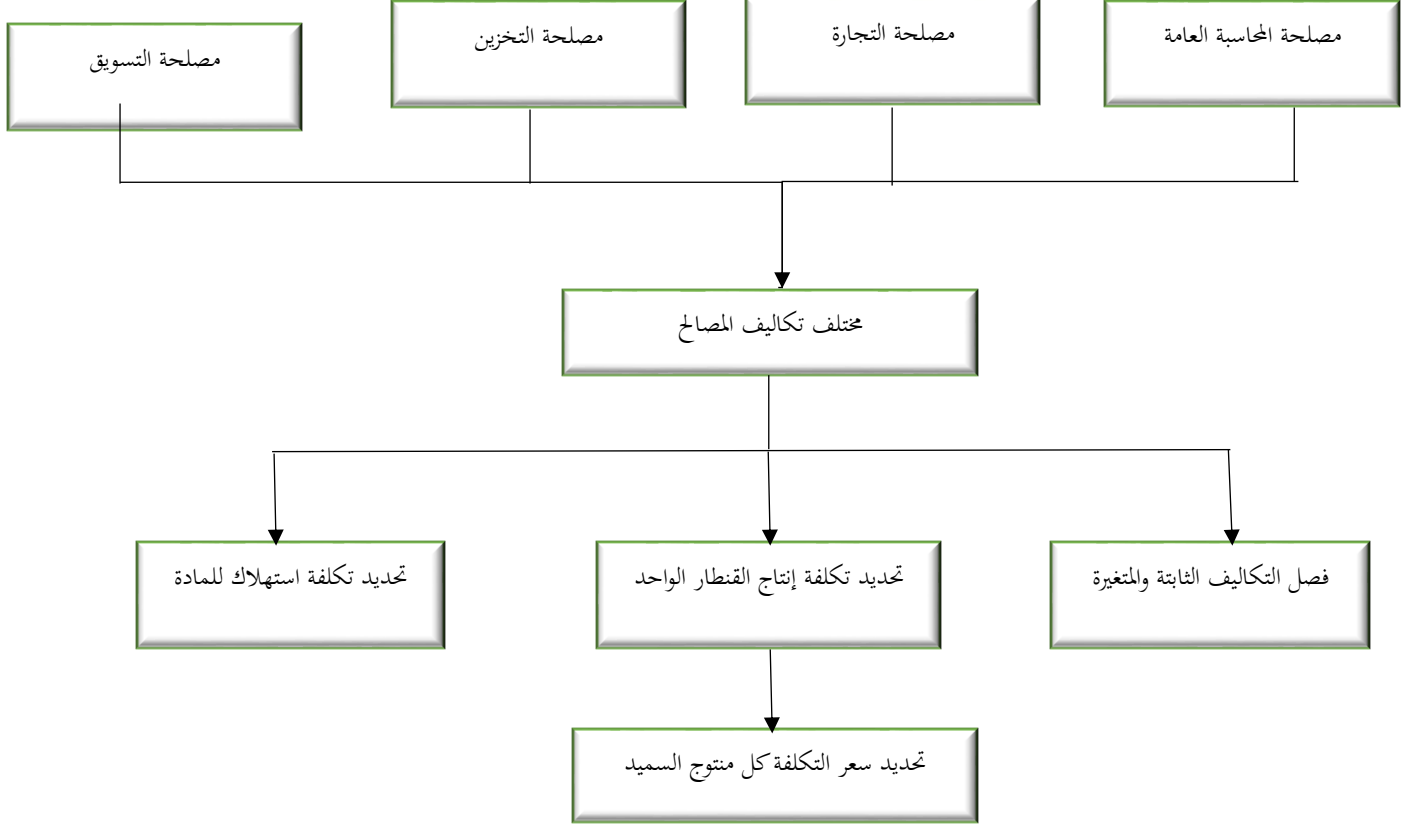 مصلحة المحاسبة العامة
مصلحة التجارة
مصلحة التخزين
مصلحة التسويق
مختلف تكاليف المصالح
فصل التكاليف الثابتة والمتغيرة
تحديد تكلفة إنتاج القنطار الواحد
تحديد تكلفة استهلاك للمادة
تحديد سعر التكلفة كل منتوج السميد